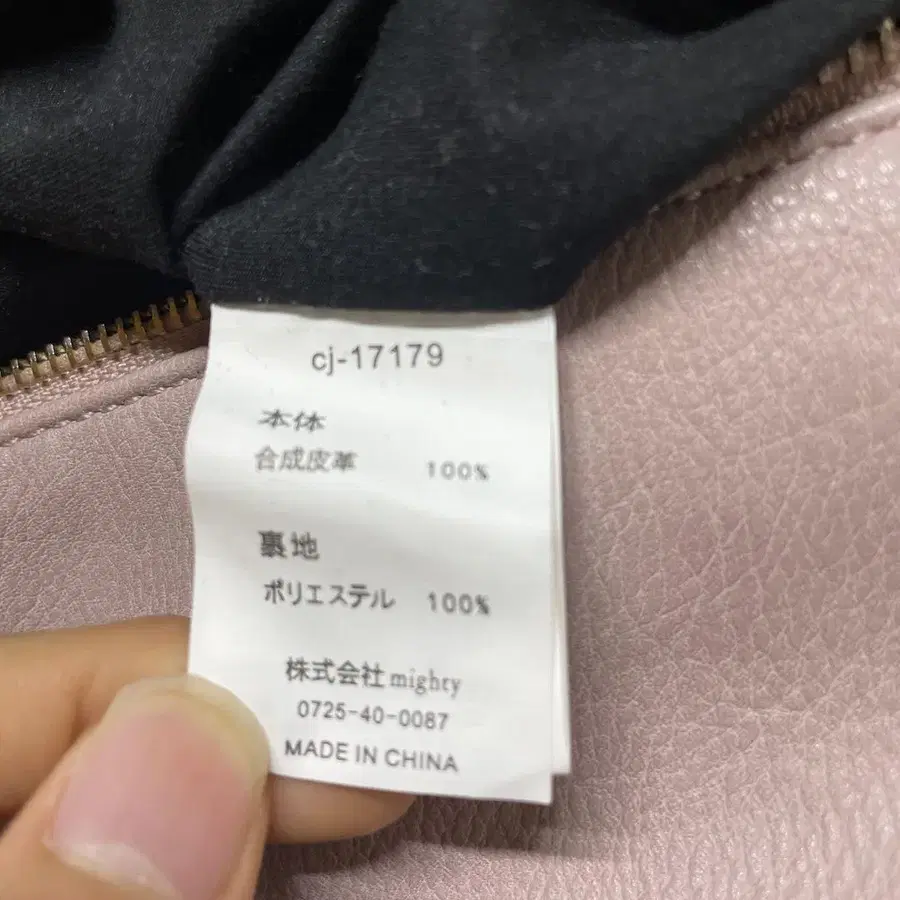 cj-17179
本体
合成皮革 100%
裏地
ポリエステル 100%
株式会社mighty
0725-40-0087
MADE IN CHINA